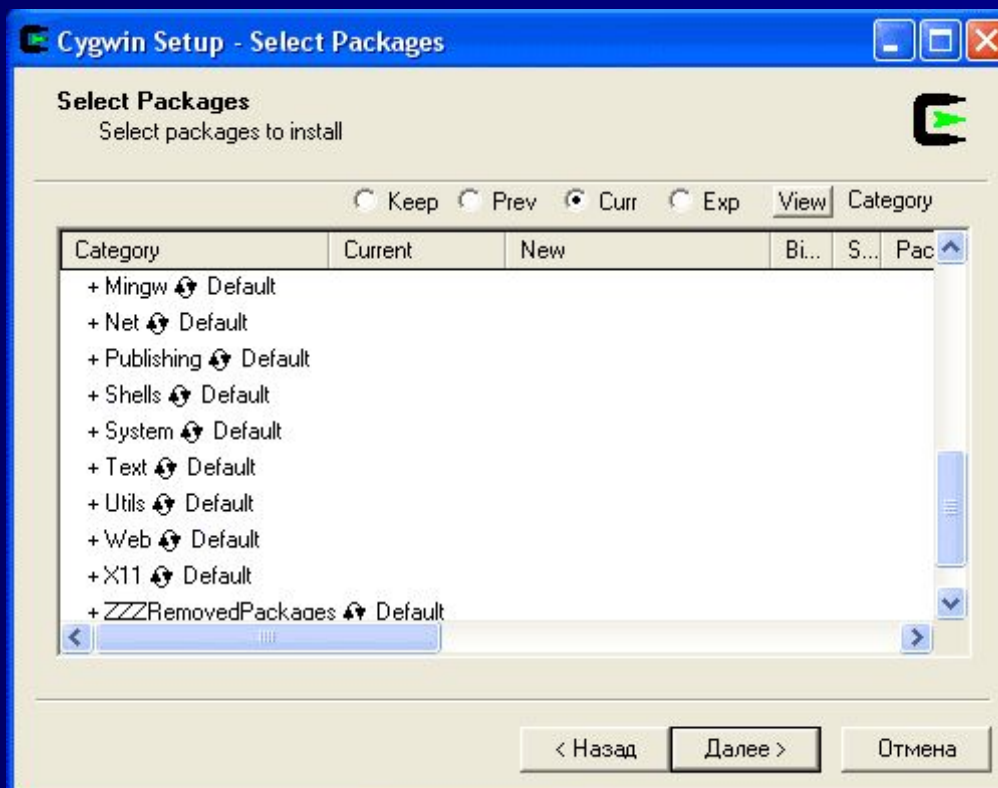 Cygwin Setup - Select Packages
Select Packages
Select packages to install
Keep Prev Curr Exp View Category
Category Current New Bi... S... Pac
+ Mingw Default
+ Net Default
+ Publishing Default
+ Shells Default
+ System Default
+ Text Default
+ Utils Default
+ Web Default
+ X11 Default
+ ZZZRemovedPackages Default
< Назад Далее > Отмена